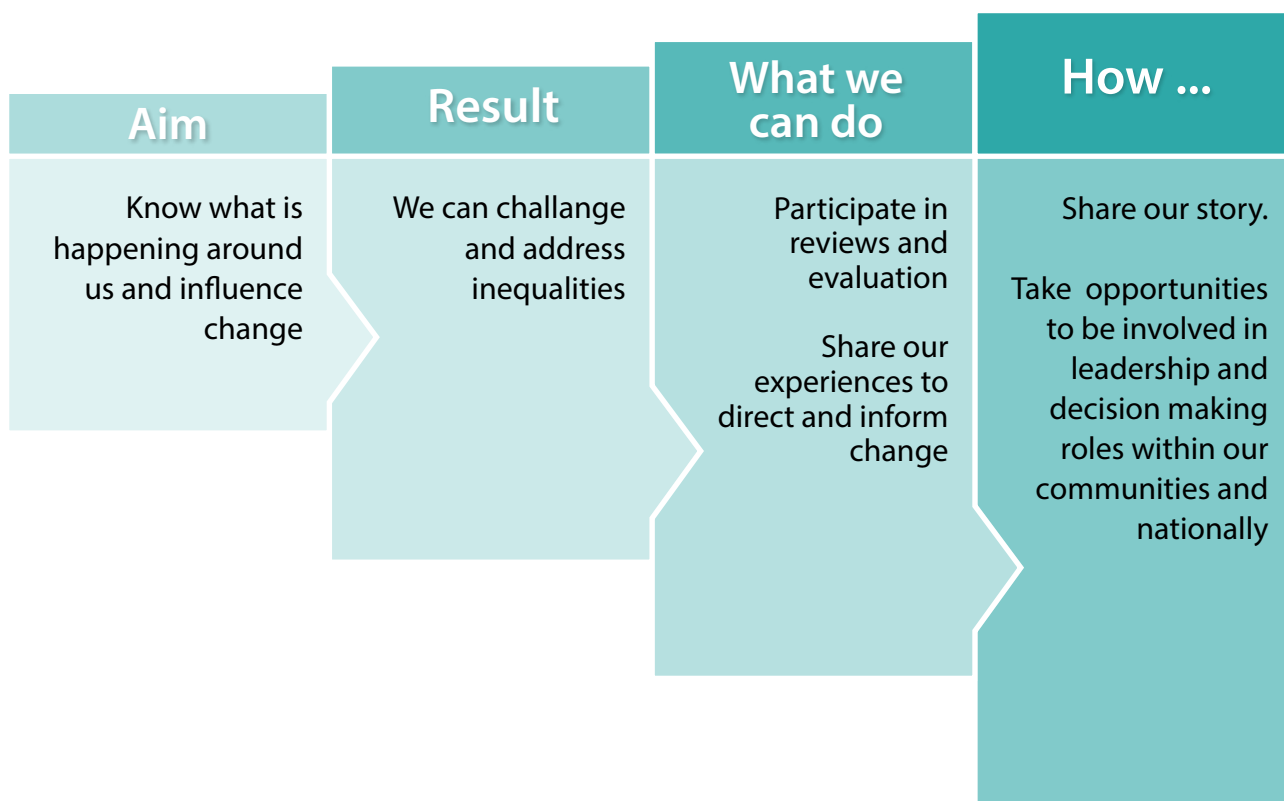 Aim
Know what is
happening around
us and influence
change
Result
We can challange
and address
inequalities
What we
can do
Participate in
reviews and
evaluation
Share our
experiences to
direct and inform
change
How ...
Share our story.
Take opportunities
to be involved in
leadership and
decision making
roles within our
communities and
nationally